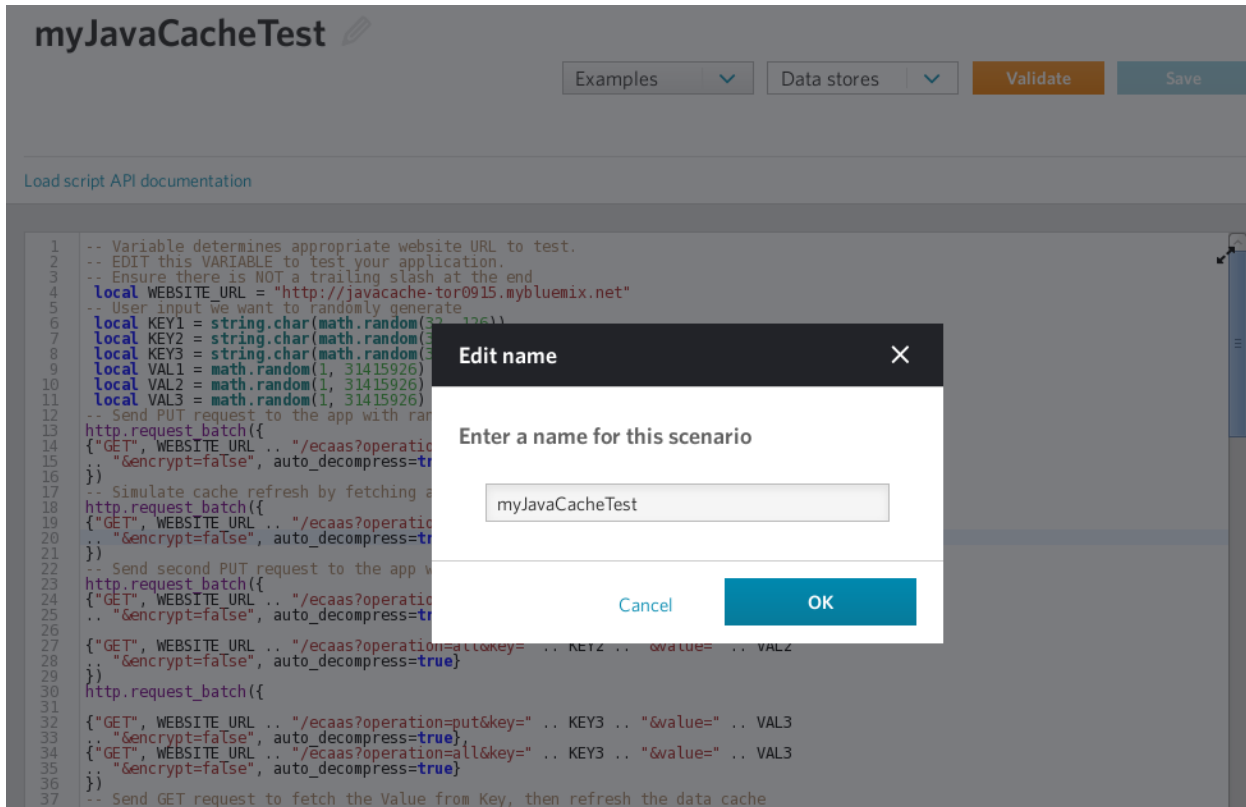 myJavaCacheTest
Examples
Data stores
Validate
Save
Load script API documentation
1 -- Variable determines appropriate website URL to test.
2 -- EDIT this VARIABLE to test your application.
3 -- Ensure there is NOT a trailing slash at the end
4 local WEBSITE_URL = "http://javacache-tor0915.mybluemix.net"
5 -- User input we want to randomly generate
6 local KEY1 = string.char(math.random(32, 126))
7 local KEY2 = string.char(math.random(3
8 local KEY3 = string.char(math.random(3
9 local VAL1 = math.random(1, 31415926)
10 local VAL2 = math.random(1, 31415926)
11 local VAL3 = math.random(1, 31415926)
12 -- Send PUT request to the app with ran
13 http.request_batch({
14 {"GET", WEBSITE_URL .. "/ecaas?operatio
15 .. "&encrypt=false", auto_decompress=tr
16 })
17 -- Simulate cache refresh by fetching a
18 http.request_batch({
19 {"GET", WEBSITE_URL .. "/ecaas?operatio
20 .. "&encrypt=false", auto_decompress=tr
21 })
22 -- Send second PUT request to the app w
23 http.request_batch({
24 {"GET", WEBSITE_URL .. "/ecaas?operatio
25 .. "&encrypt=false", auto_decompress=tr
26
27 {"GET", WEBSITE_URL .. "/ecaas?operation=all&key=" .. KEY2 .. "&value=" .. VAL2
28 .. "&encrypt=false", auto_decompress=true}
29 })
30 http.request_batch({
31
32 {"GET", WEBSITE_URL .. "/ecaas?operation=put&key=" .. KEY3 .. "&value=" .. VAL3
33 .. "&encrypt=false", auto_decompress=true},
34 {"GET", WEBSITE_URL .. "/ecaas?operation=all&key=" .. KEY3 .. "&value=" .. VAL3
35 .. "&encrypt=false", auto_decompress=true}
36 })
37 -- Send GET request to fetch the Value from Key, then refresh the data cache
Edit name
Enter a name for this scenario
myJavaCacheTest
Cancel
OK